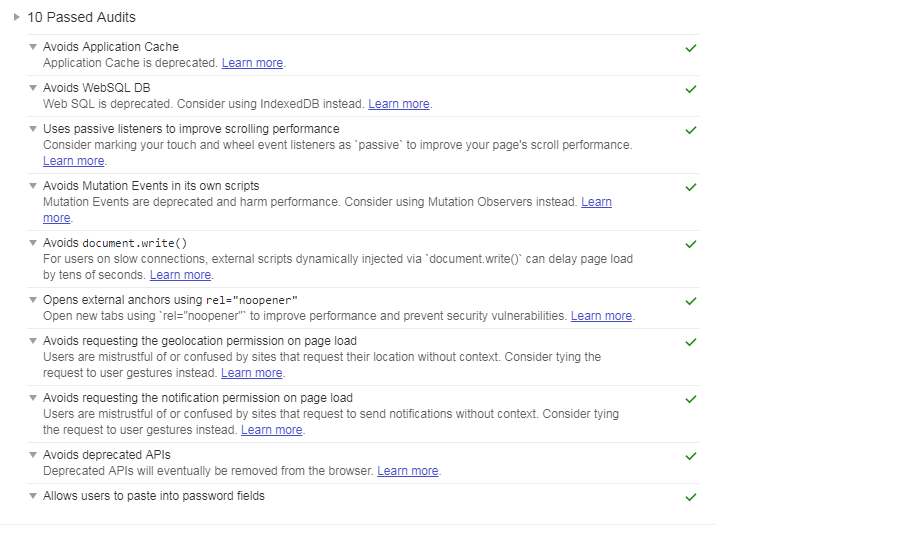 10 Passed Audits
Avoids Application Cache
Application Cache is deprecated. Learn more.
Avoids WebSQL DB
Web SQL is deprecated. Consider using IndexedDB instead. Learn more.
Uses passive listeners to improve scrolling performance
Consider marking your touch and wheel event listeners as `passive` to improve your page's scroll performance.
Learn more.
Avoids Mutation Events in its own scripts
Mutation Events are deprecated and harm performance. Consider using Mutation Observers instead. Learn
more.
Avoids document.write()
For users on slow connections, external scripts dynamically injected via `document.write()` can delay page load
by tens of seconds. Learn more.
Opens external anchors using rel="noopener"
Open new tabs using `rel="noopener"` to improve performance and prevent security vulnerabilities. Learn more.
Avoids requesting the geolocation permission on page load
Users are mistrustful of or confused by sites that request their location without context. Consider tying the
request to user gestures instead. Learn more.
Avoids requesting the notification permission on page load
Users are mistrustful of or confused by sites that request to send notifications without context. Consider tying
the request to user gestures instead. Learn more.
Avoids deprecated APIs
Deprecated APIs will eventually be removed from the browser. Learn more.
Allows users to paste into password fields